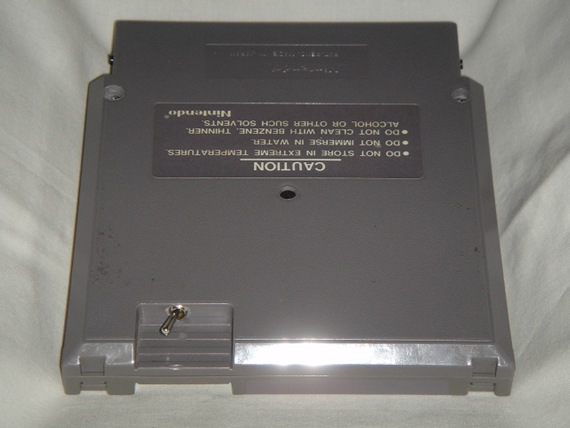 CAUTION
● DO NOT STORE IN EXTREME TEMPERATURES.
● DO NOT IMMERSE IN WATER.
● DO NOT CLEAN WITH BENZENE, THINNER,
ALCOHOL OR OTHER SUCH SOLVENTS.
Nintendo®
Nintendo